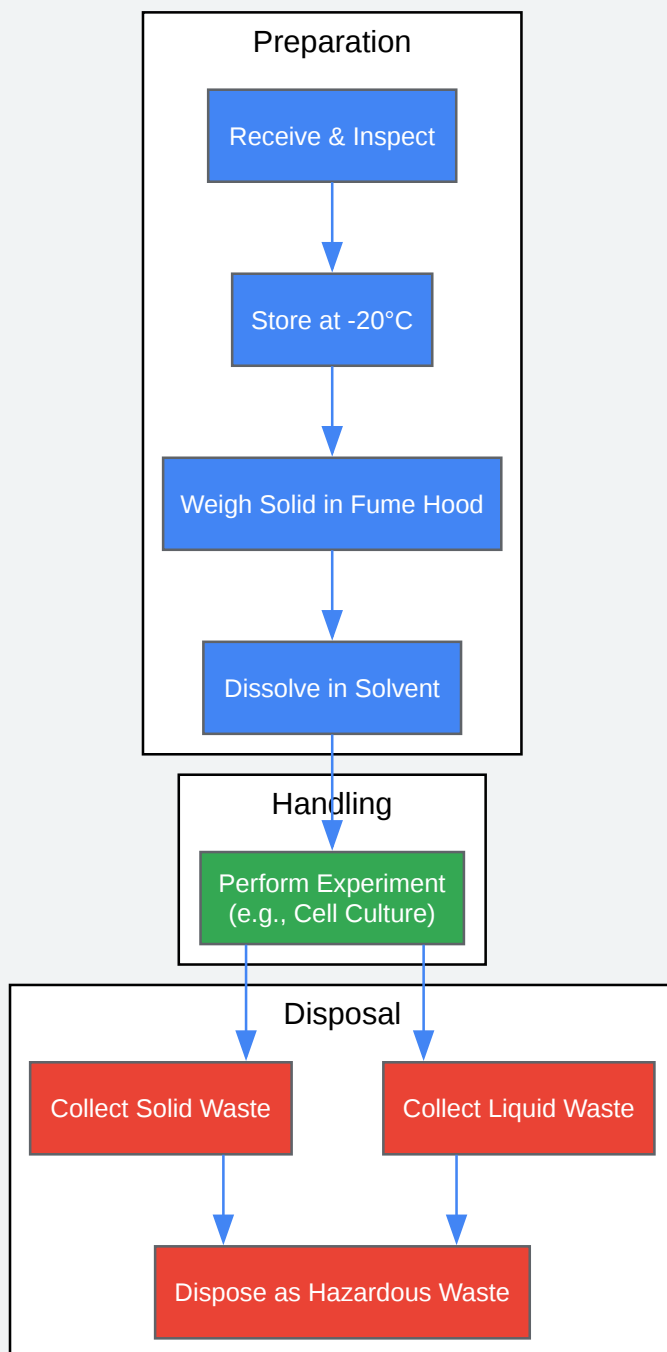 Preparation
Receive & Inspect
Store at -20°C
Weigh Solid in Fume Hood
Dissolve in Solvent
Handling
Perform Experiment
(e.g., Cell Culture)
Disposal
Collect Solid Waste
Collect Liquid Waste
Dispose as Hazardous Waste